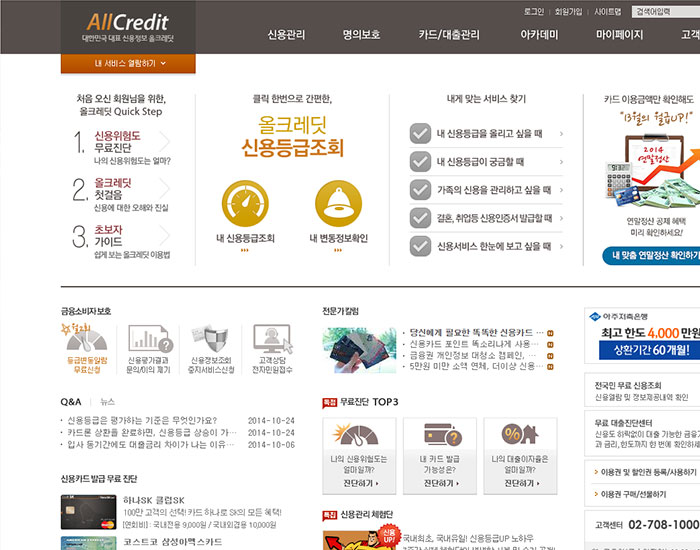 AllCredit
대한민국 대표 신용정보 올크레딧
로그인 | 회원가입 | 사이트맵
검색어입력
신용관리 명의보호 카드/대출관리 아카데미 마이페이지 고객
내 서비스 열람하기
처음 오신 회원님을 위한,
올크레딧 Quick Step
1. 신용위험도
무료진단
나의 신용위험도는 얼마?
2. 올크레딧
첫걸음
신용에 대한 오해와 진실
3. 초보자
가이드
쉽게 보는 올크레딧 이용법
클릭 한번으로 간편한,
올크레딧
신용등급조회
내 신용등급조회
내 변동정보확인
내게 맞는 서비스 찾기
내 신용등급을 올리고 싶을 때
내 신용등급이 궁금할 때
가족의 신용을 관리하고 싶을 때
결혼, 취업등 신용인증서 발급할 때
신용서비스 한눈에 보고 싶을 때
카드 이용금액만 확인해도
"13월의 월급UP!"
2014
연말정산
연말정산 공제 혜택
미리 확인하세요!
내 맞춤 연말정산 확인하기
금융소비자 보호
등급변동알람
무료신청
신용평가결과
문의/이의 제기
신용정보조회
중지서비스신청
고객상담
전자민원접수
전문가 칼럼
당신에게 필요한 똑똑한 신용카드 …
신용카드 포인트 똑소리나게 사용…
금융권 개인정보 대청소 캠페인, …
5만원 미만 소액 연체, 더이상 신용…
아주저축은행
최고 한도 4,000 만원
상환기간 60개월!
Q&A | 뉴스
신용등급은 평가하는 기준은 무엇인가요? 2014-10-24
카드론 상환을 완료하면, 신용등급 상승이 가… 2014-10-24
입사 동기간에도 대출금리 차이가 나는 이유… 2014-10-06
특점 무료진단 TOP3
나의 신용위험도는
얼마일까?
진단하기
내 카드 발급
가능성은?
진단하기
나의 대출이자율은
얼마일까?
진단하기
전국민 무료 신용조회
신용열람 및 정보제공내역 확인
무료 대출진단센터
신용도 하락없이 대출 가능한 금융기
과 금리, 한도까지 한 번에 확인하세
이용권 및 할인권 등록/사용하기
이용권 구매/선물하기
고객센터 02-708-1000
신용카드 발급 무료 진단
하나SK 클럽SK
100만 고객의 선택! 카드 하나로 SK의 모든 혜택!
[연회비] : 국내전용 9,000원 / 국내외겸용 10,000원
코스트코 삼성아멕스카드
특점 신용관리 체험단
신용
UP!
국내최초, 국내유일! 신용등급UP 노하우